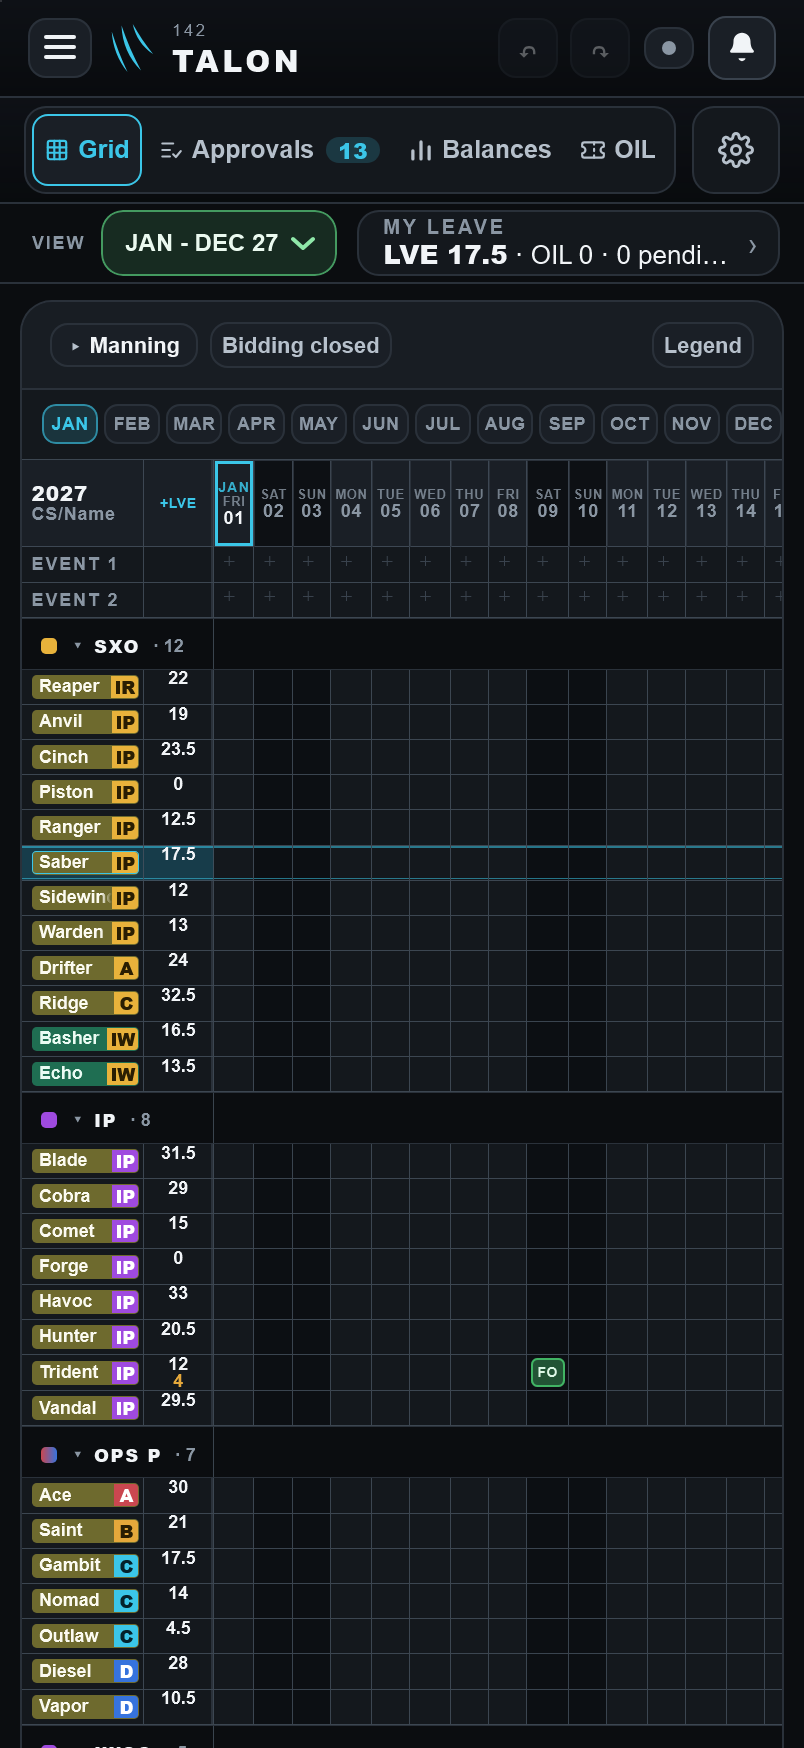 142
TALON
Grid
Approvals 13
Balances
OIL
VIEW
JAN - DEC 27
MY LEAVE
LVE 17.5 · OIL 0 · 0 pendi…
Manning
Bidding closed
Legend
JAN FEB MAR APR MAY JUN JUL AUG SEP OCT NOV DEC
2027
CS/Name
+LVE
JAN FRI 01
SAT 02
SUN 03
MON 04
TUE 05
WED 06
THU 07
FRI 08
SAT 09
SUN 10
MON 11
TUE 12
WED 13
THU 14
EVENT 1 + + + + + + + + + + + + + + +
EVENT 2 + + + + + + + + + + + + + + +
SXO · 12
Reaper IR 22
Anvil IP 19
Cinch IP 23.5
Piston IP 0
Ranger IP 12.5
Saber IP 17.5
Sidewin IP 12
Warden IP 13
Drifter A 24
Ridge C 32.5
Basher IW 16.5
Echo IW 13.5
IP · 8
Blade IP 31.5
Cobra IP 29
Comet IP 15
Forge IP 0
Havoc IP 33
Hunter IP 20.5
Trident IP 12 4 FO
Vandal IP 29.5
OPS P · 7
Ace A 30
Saint B 21
Gambit C 17.5
Nomad C 14
Outlaw C 4.5
Diesel D 28
Vapor D 10.5